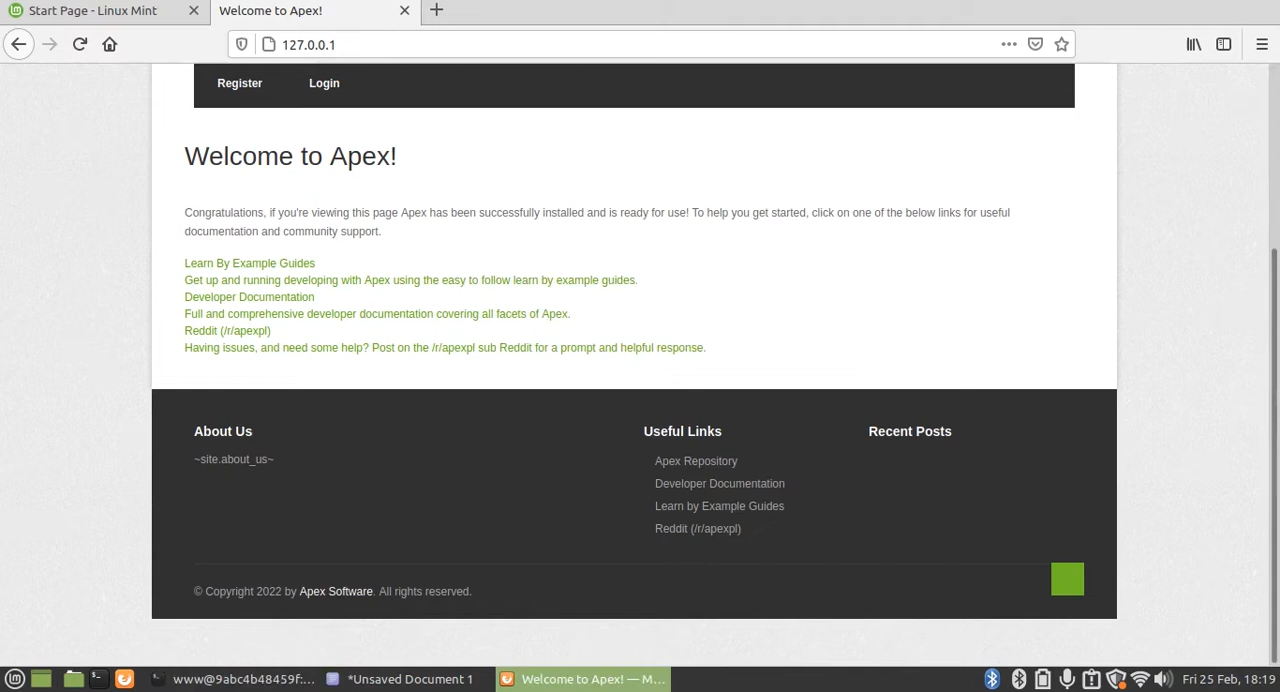 Start Page - Linux Mint
Welcome to Apex!
127.0.0.1
Register
Login
Welcome to Apex!
Congratulations, if you're viewing this page Apex has been successfully installed and is ready for use! To help you get started, click on one of the below links for useful
documentation and community support.
Learn By Example Guides
Get up and running developing with Apex using the easy to follow learn by example guides.
Developer Documentation
Full and comprehensive developer documentation covering all facets of Apex.
Reddit (/r/apexpl)
Having issues, and need some help? Post on the /r/apexpl sub Reddit for a prompt and helpful response.
About Us
~site.about_us~
Useful Links
Apex Repository
Developer Documentation
Learn by Example Guides
Reddit (/r/apexpl)
Recent Posts
© Copyright 2022 by Apex Software. All rights reserved.
www@9abc4b48459f:...
*Unsaved Document 1
Welcome to Apex! — M...
Fri 25 Feb, 18:19